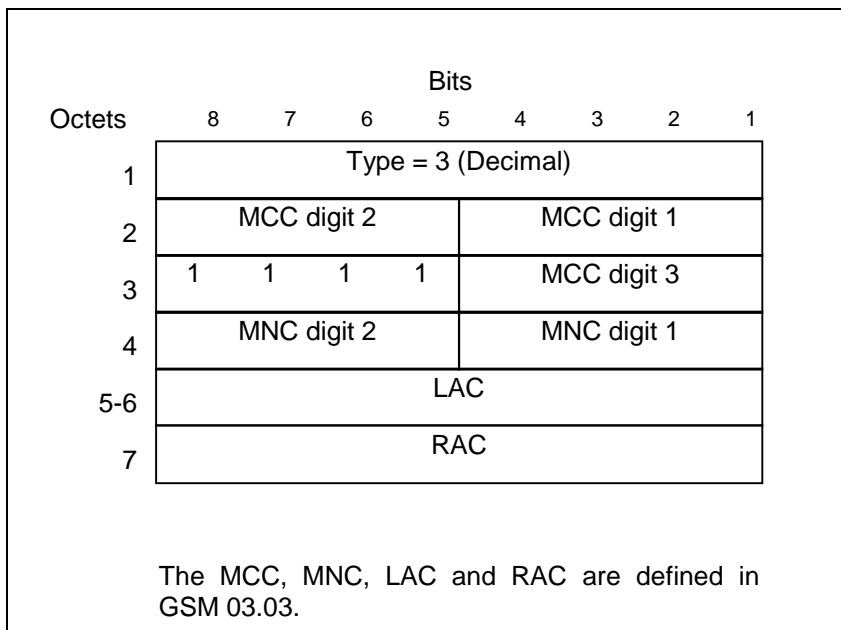 Bits
Octets 8 7 6 5 4 3 2 1
1 Type = 3 (Decimal)
2 MCC digit 2 MCC digit 1
3 1 1 1 1 MCC digit 3
4 MNC digit 2 MNC digit 1
5-6 LAC
7 RAC
The MCC, MNC, LAC and RAC are defined in
GSM 03.03.